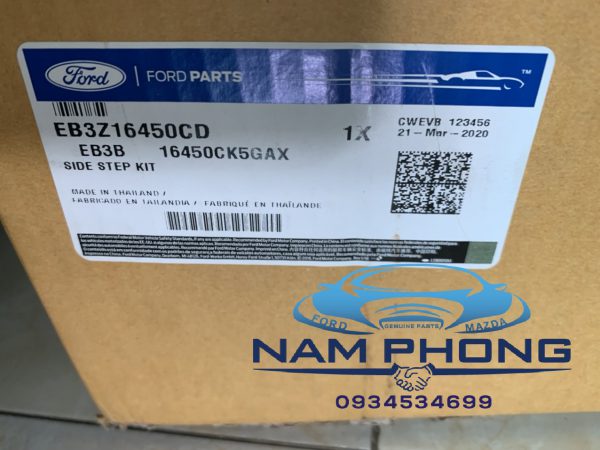 Ford
FORD PARTS
™
EB3Z16450CD
1X
CWEVB 123456
21-Mar-2020
EB3B 16450CK5GAX
SIDE STEP KIT
MADE IN THAILAND /
FABRICADO EN TAILANDIA / FABRIQUÉ EN THAÏLANDE
FORD
GENUINE PARTS
MAZDA
NAM PHONG
0934534699